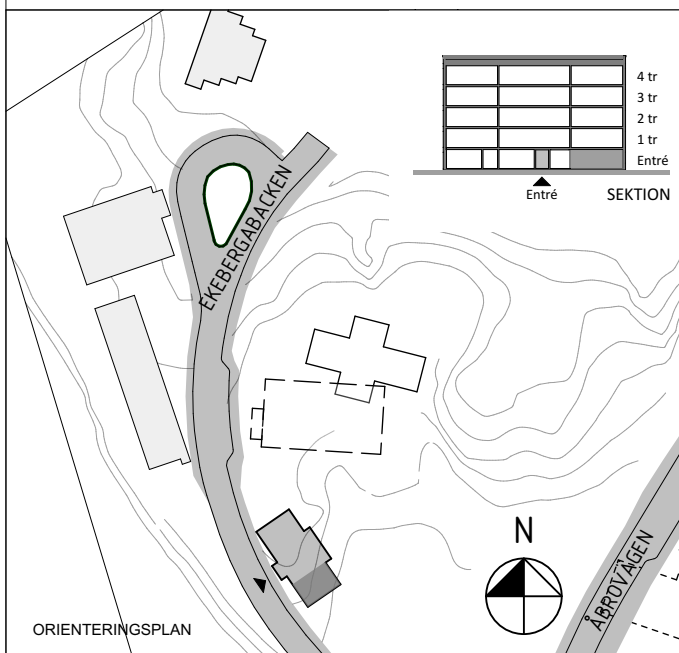 4 tr
3 tr
2 tr
1 tr
Entré
Entré
SEKTION
EKEBERGABACKEN
N
ÅBROVÄGEN
ORIENTERINGSPLAN